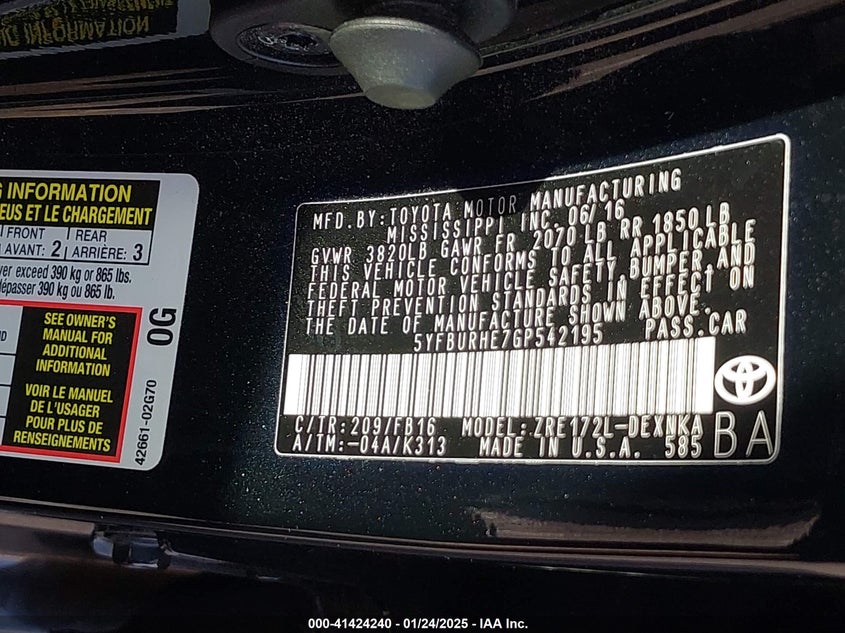 G INFORMATION
EUS ET LE CHARGEMENT
FRONT REAR
AVANT: 2 ARRIÈRE: 3
ver exceed 390 kg or 865 lbs.
dépasser 390 kg ou 865 lb.
SEE OWNER'S
MANUAL FOR
ADDITIONAL
INFORMATION
VOIR LE MANUEL
DE L'USAGER
POUR PLUS DE
RENSEIGNEMENTS
OG
42661-02G70
MFD.BY:TOYOTA MOTOR MANUFACTURING
MISSISSIPPI INC. 06/16
GVWR 3820LB GAWR FR 2070 LB RR 1850 LB
THIS VEHICLE CONFORMS TO ALL APPLICABLE
FEDERAL MOTOR VEHICLE SAFETY, BUMPER AND
THEFT PREVENTION STANDARDS IN EFFECT ON
THE DATE OF MANUFACTURE SHOWN ABOVE.
5YFBURHE7GP542195 PASS.CAR
C/TR:209/FB16 MODEL:ZRE172L-DEXNKA
A/TM:-04A/K313 MADE IN U.S.A. 585
BA
000-41424240 - 01/24/2025 - IAA Inc.